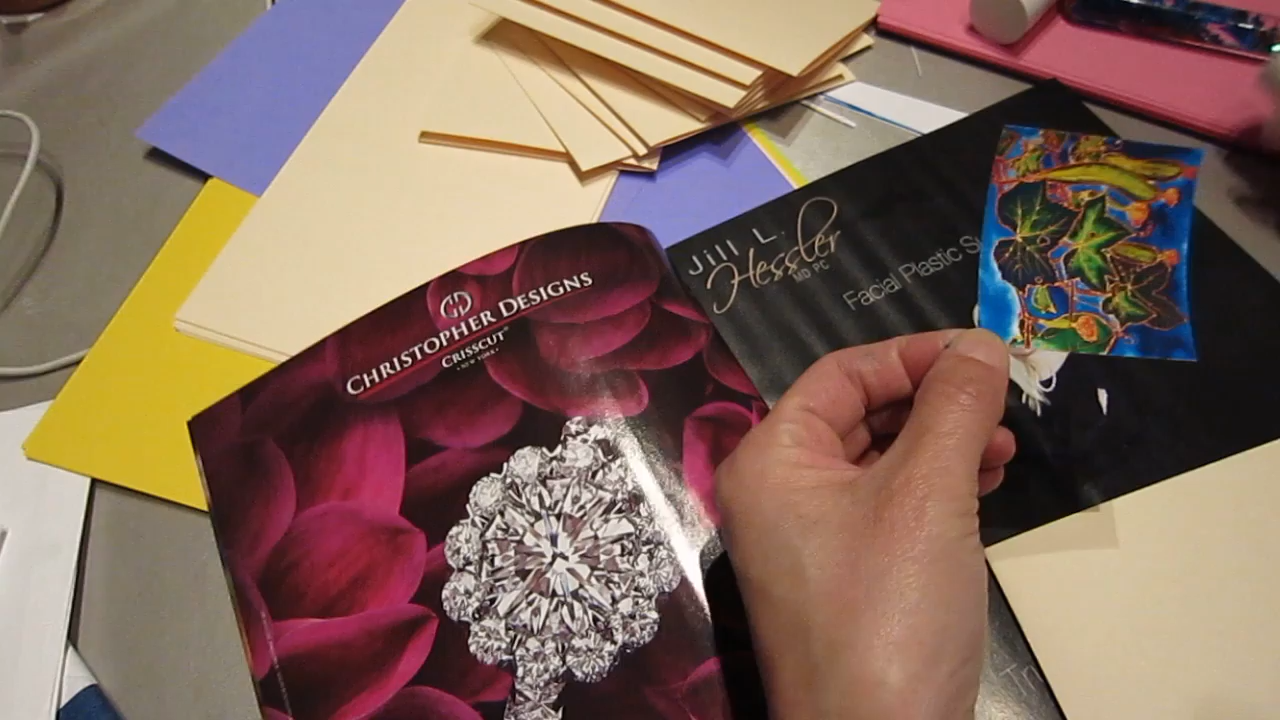 CHRISTOPHER DESIGNS
CRISSCUT®
• NEW YORK •
Jill L.
Hessler
MD PC
Facial Plastic